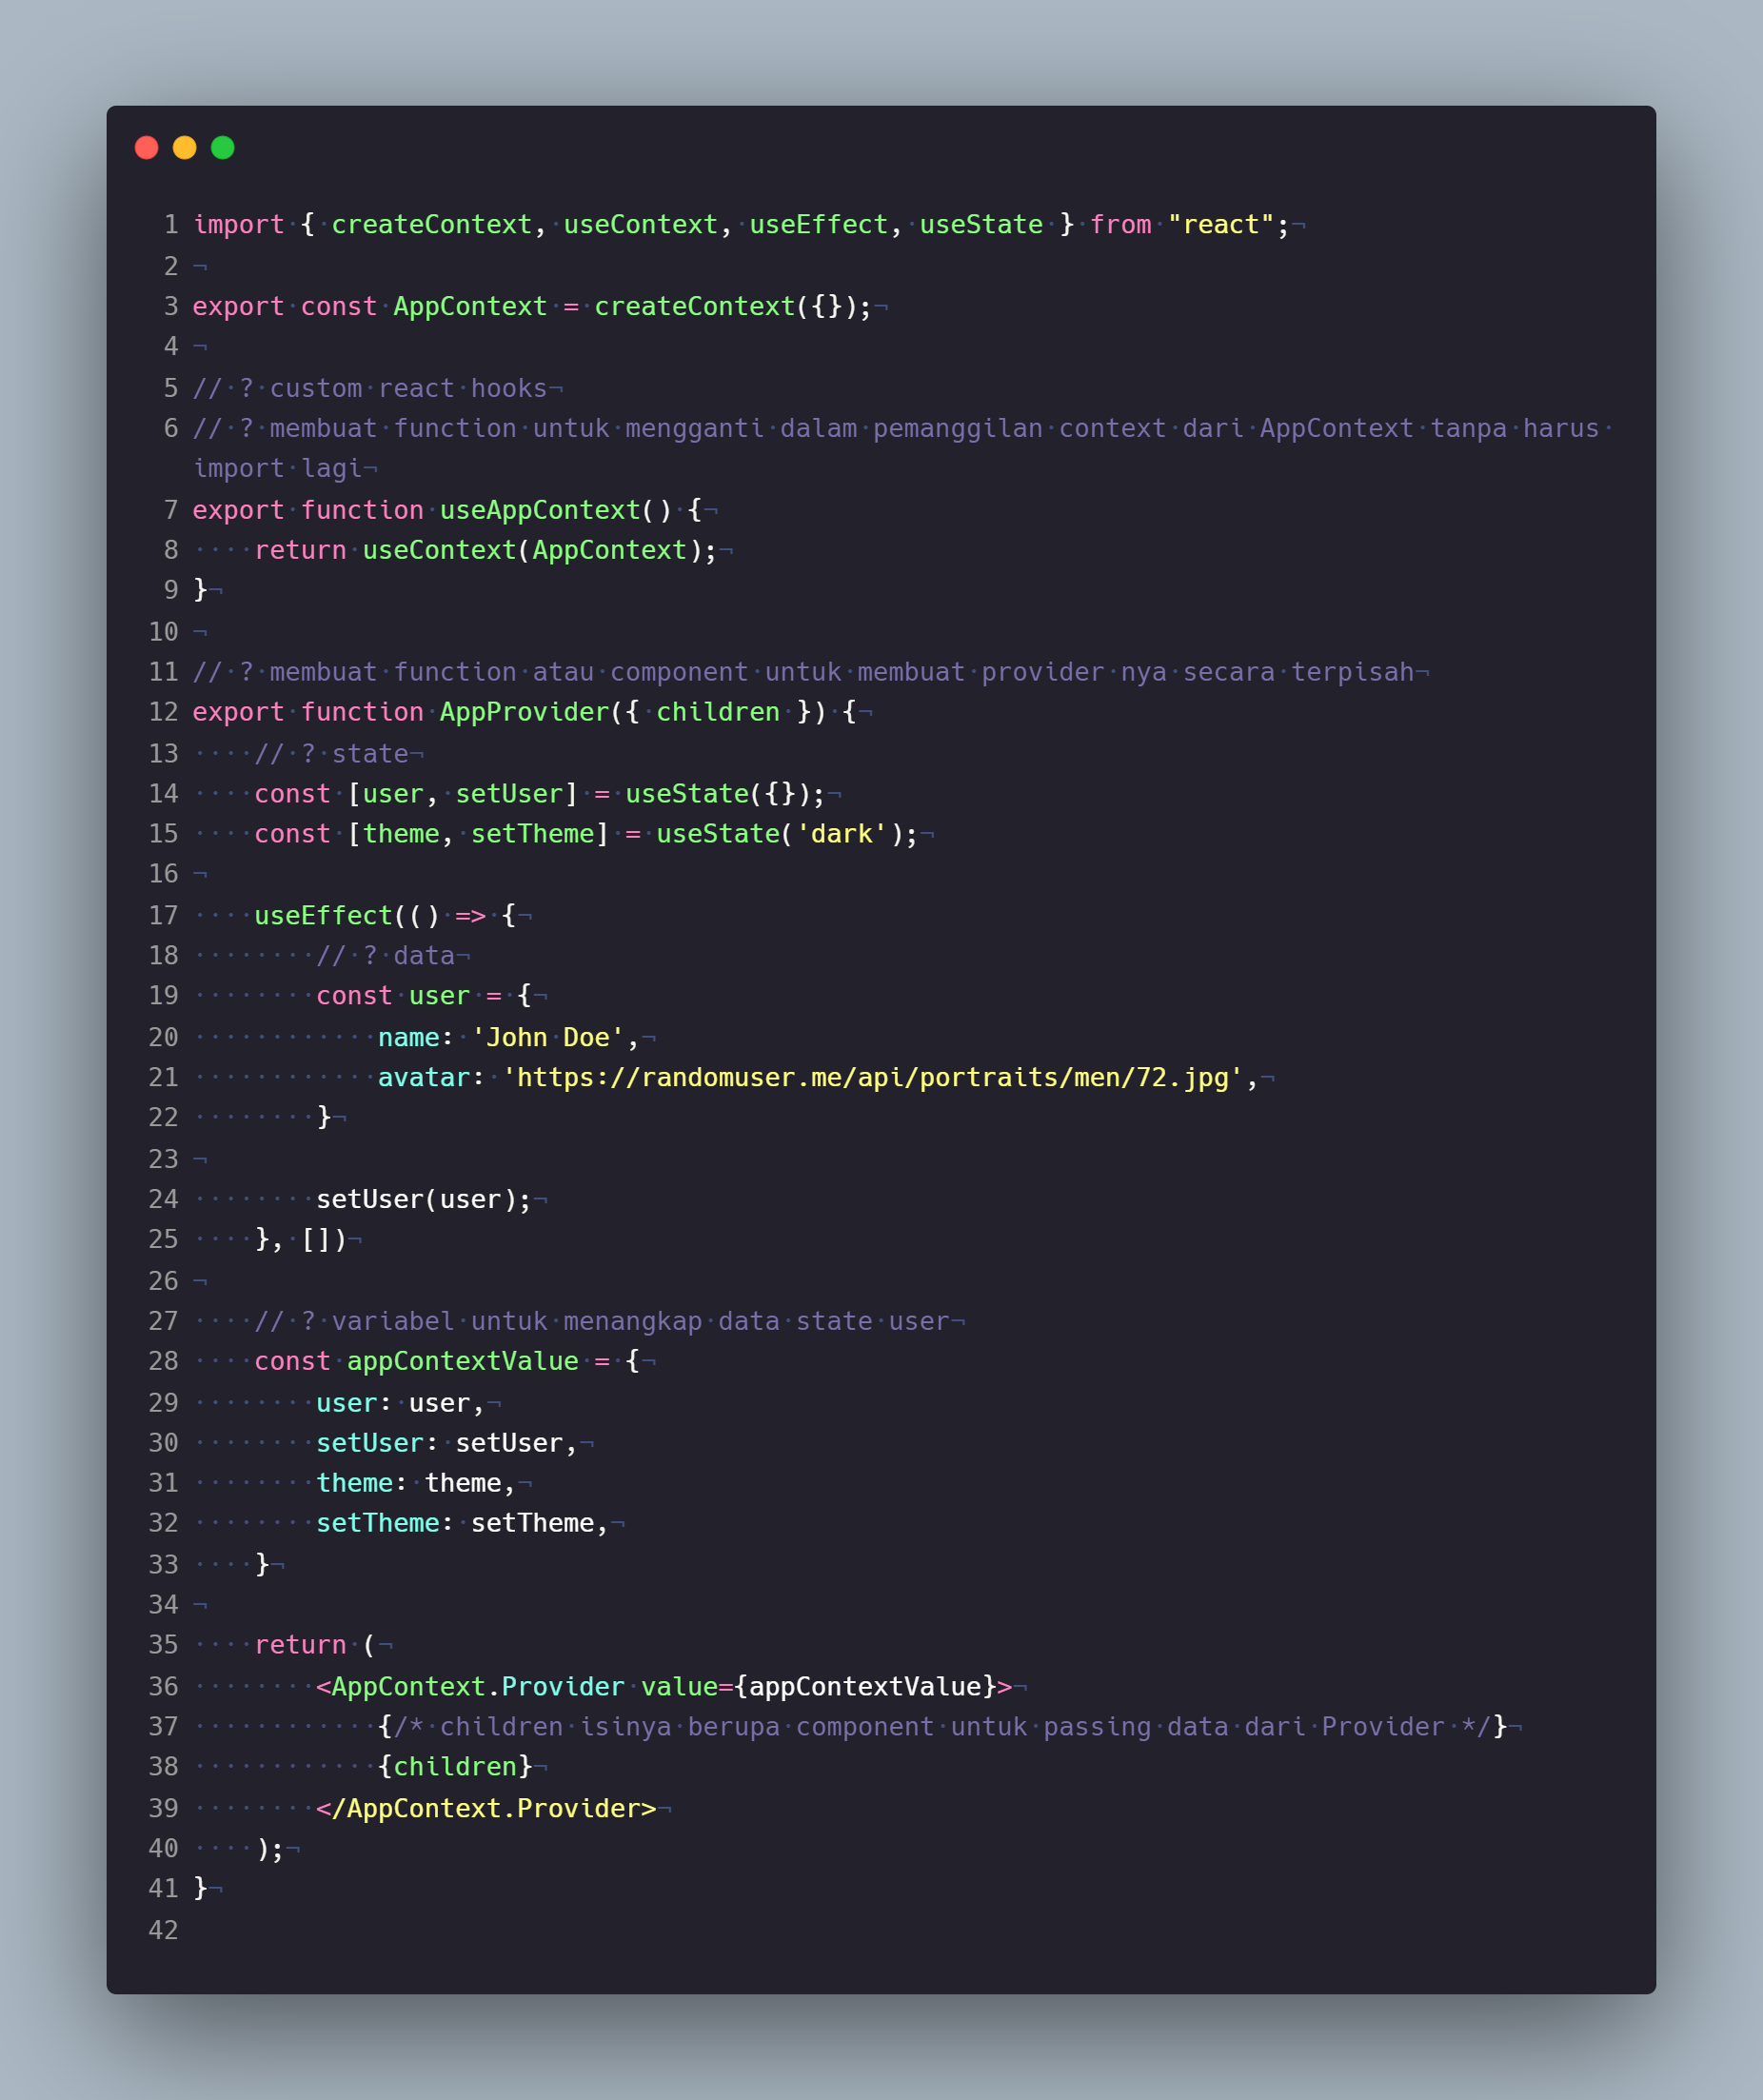 1 import { createContext, useContext, useEffect, useState } from "react";¬
2 ¬
3 export const AppContext = createContext({});¬
4 ¬
5 // ? custom react hooks¬
6 // ? membuat function untuk mengganti dalam pemanggilan context dari AppContext tanpa harus
import lagi¬
7 export function useAppContext() {¬
8 ····return useContext(AppContext);¬
9 }¬
10 ¬
11 // ? membuat function atau component untuk membuat provider nya secara terpisah¬
12 export function AppProvider({ children }) {¬
13 ····// ? state¬
14 ····const [user, setUser] = useState({});¬
15 ····const [theme, setTheme] = useState('dark');¬
16 ¬
17 ····useEffect(() => {¬
18 ········// ? data¬
19 ········const user = {¬
20 ············name: 'John Doe',¬
21 ············avatar: 'https://randomuser.me/api/portraits/men/72.jpg',¬
22 ········}¬
23 ¬
24 ········setUser(user);¬
25 ····}, [])¬
26 ¬
27 ····// ? variabel untuk menangkap data state user¬
28 ····const appContextValue = {¬
29 ········user: user,¬
30 ········setUser: setUser,¬
31 ········theme: theme,¬
32 ········setTheme: setTheme,¬
33 ····}¬
34 ¬
35 ····return (¬
36 ········<AppContext.Provider value={appContextValue}>¬
37 ············{/* children isinya berupa component untuk passing data dari Provider */}¬
38 ············{children}¬
39 ········</AppContext.Provider>¬
40 ····);¬
41 }¬
42